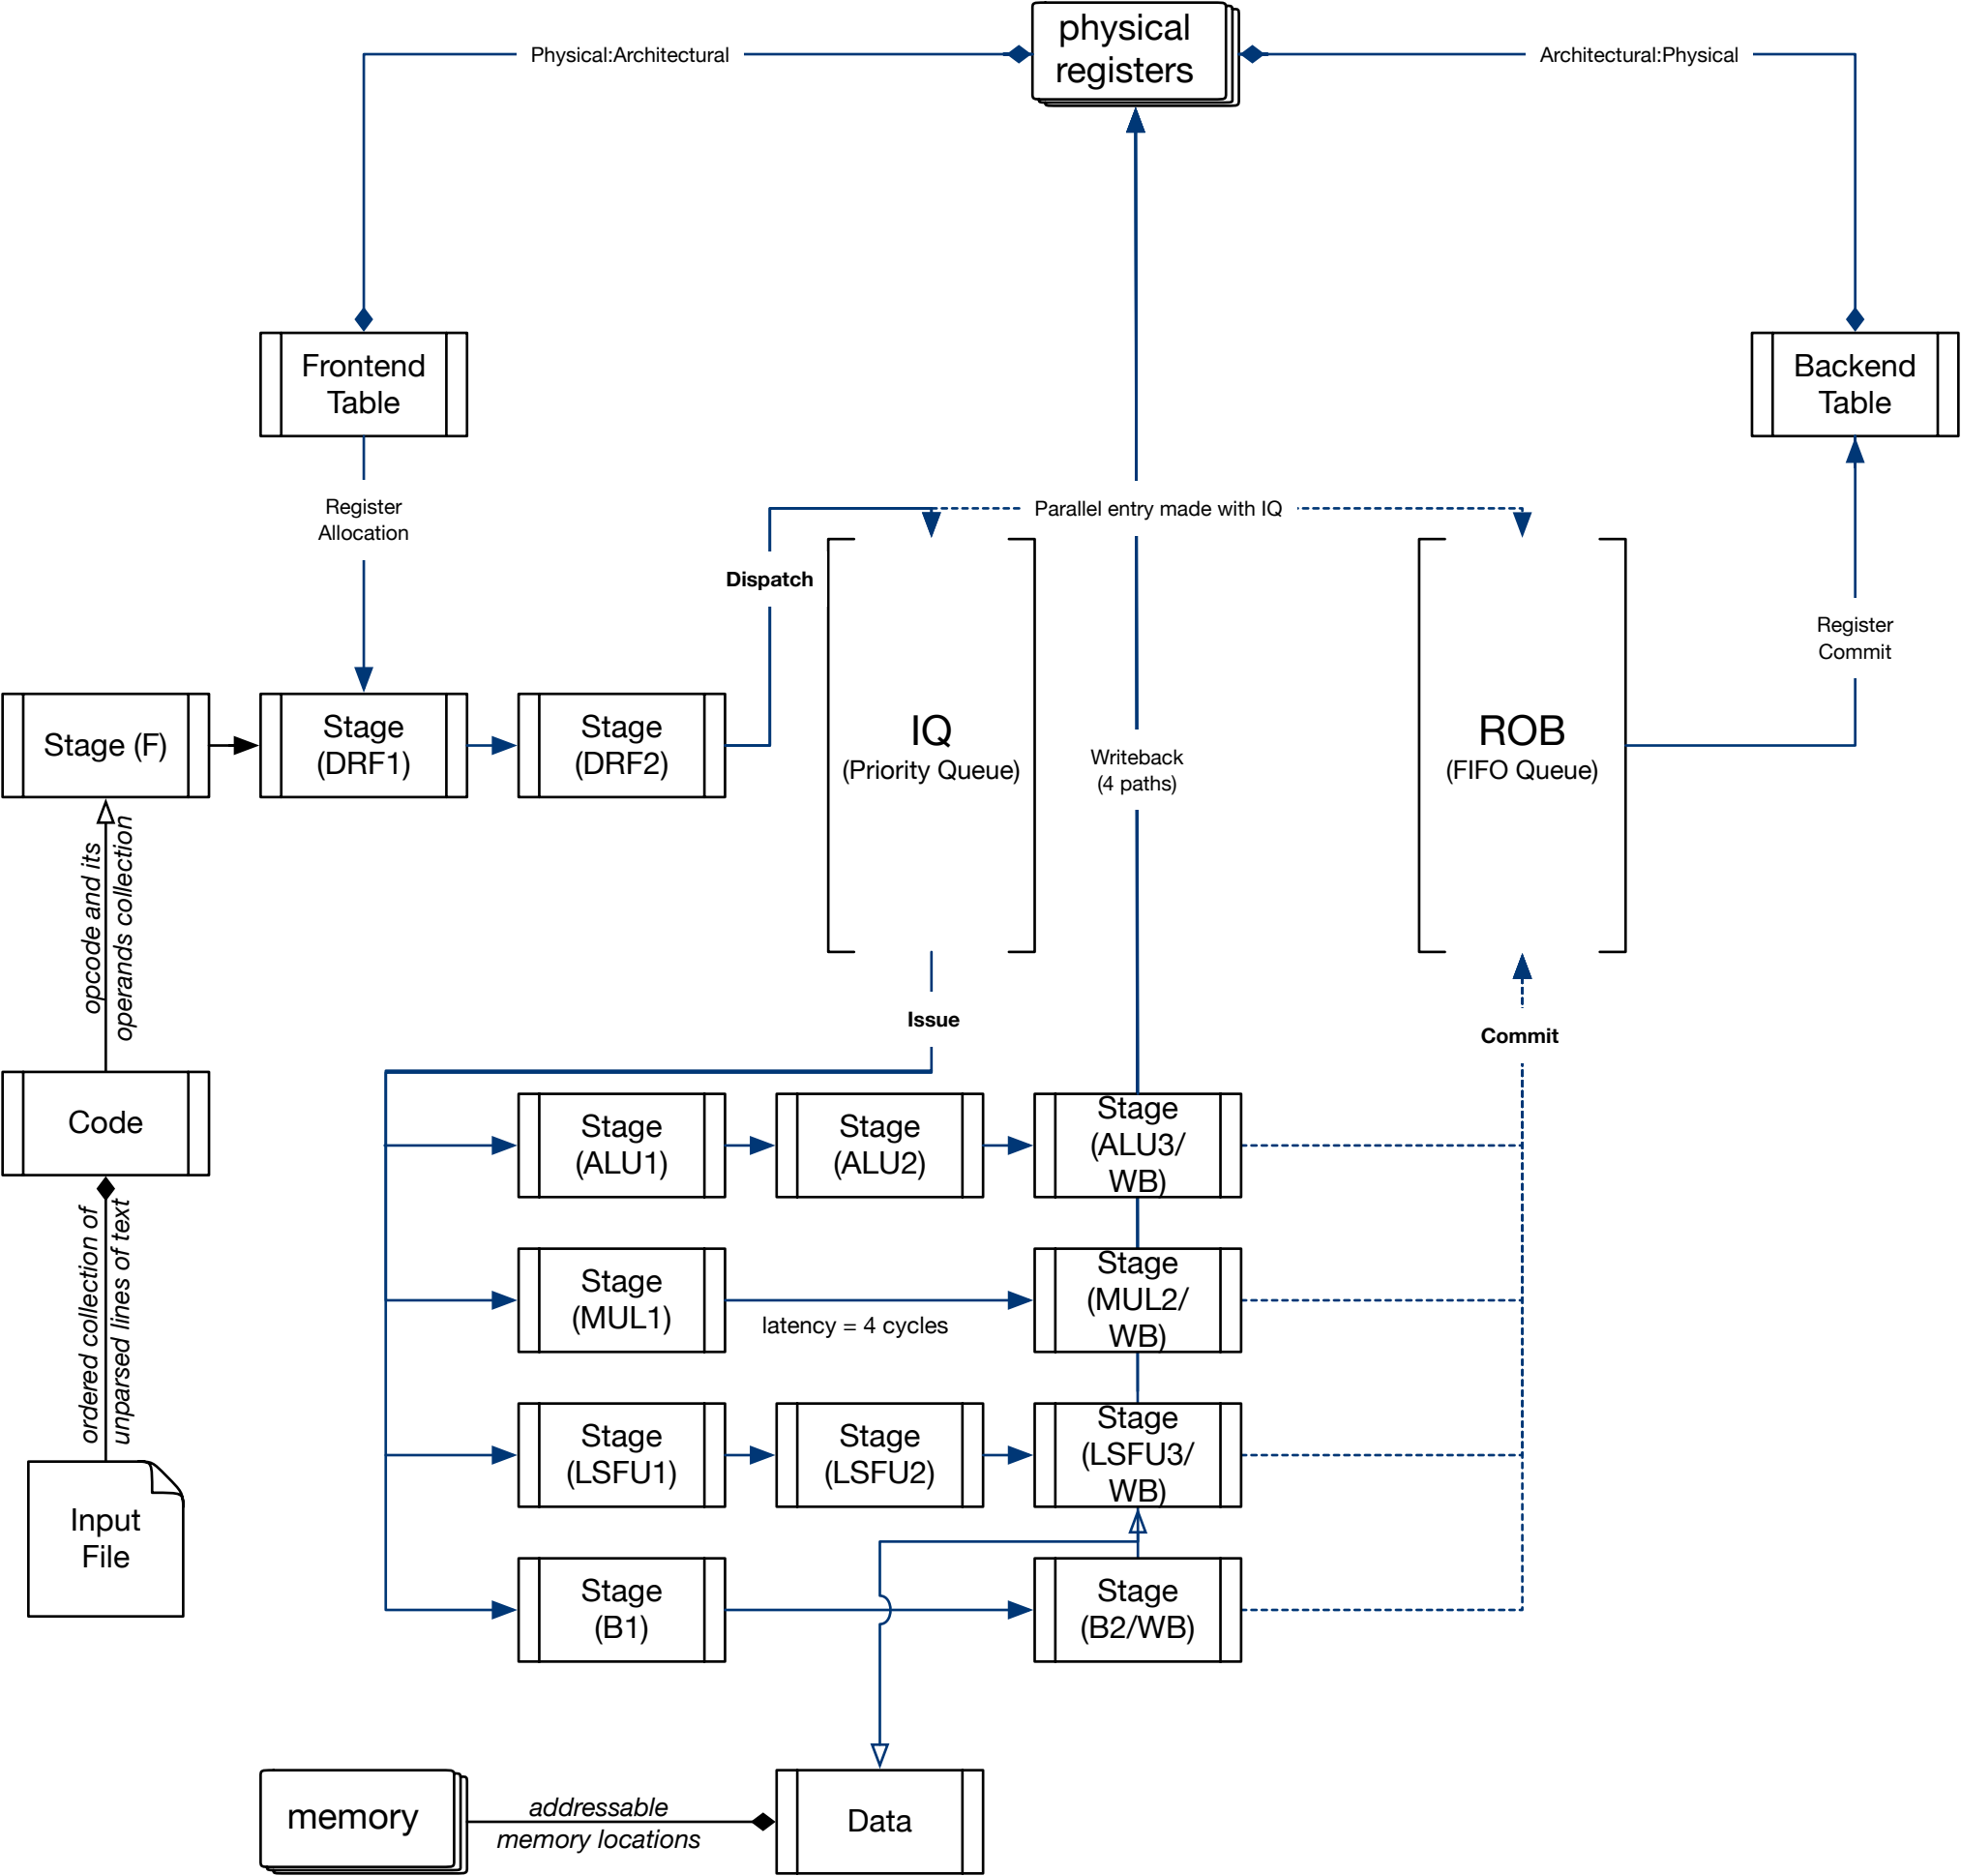 physical
registers
Physical:Architectural
Architectural:Physical
Frontend
Table
Backend
Table
Register
Allocation
Parallel entry made with IQ
Dispatch
Register
Commit
Stage (F)
Stage
(DRF1)
Stage
(DRF2)
IQ
(Priority Queue)
Writeback
(4 paths)
ROB
(FIFO Queue)
opcode and its
operands collection
Issue
Commit
Code
Stage
(ALU1)
Stage
(ALU2)
Stage
(ALU3/
WB)
ordered collection of
unparsed lines of text
Stage
(MUL1)
latency = 4 cycles
Stage
(MUL2/
WB)
Stage
(LSFU1)
Stage
(LSFU2)
Stage
(LSFU3/
WB)
Input
File
Stage
(B1)
Stage
(B2/WB)
memory
addressable
memory locations
Data